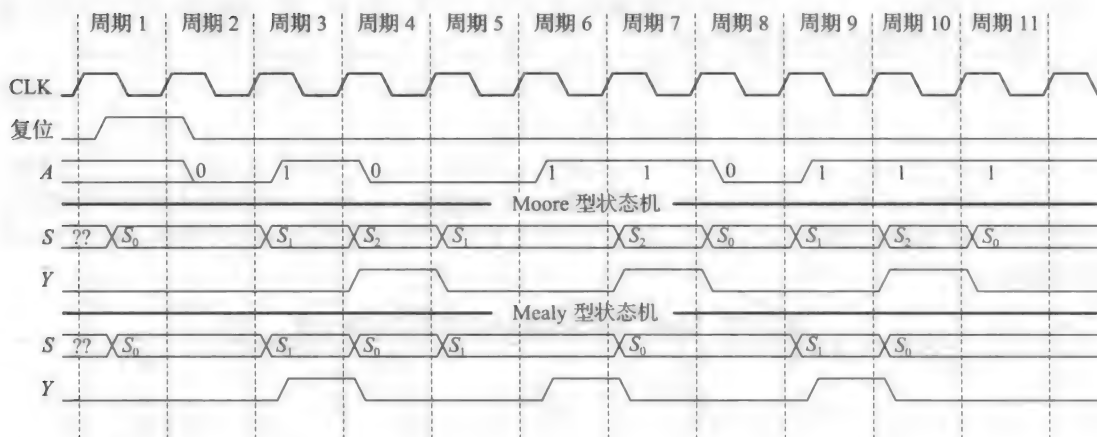 周期 1 周期 2 周期 3 周期 4 周期 5 周期 6 周期 7 周期 8 周期 9 周期 10 周期 11
CLK
复位
A 0 1 0 1 1 0 1 1 1
Moore 型状态机
S ?? S₀ S₁ S₂ S₁ S₂ S₀ S₁ S₂ S₀
Y
Mealy 型状态机
S ?? S₀ S₁ S₀ S₁ S₀ S₁ S₀
Y